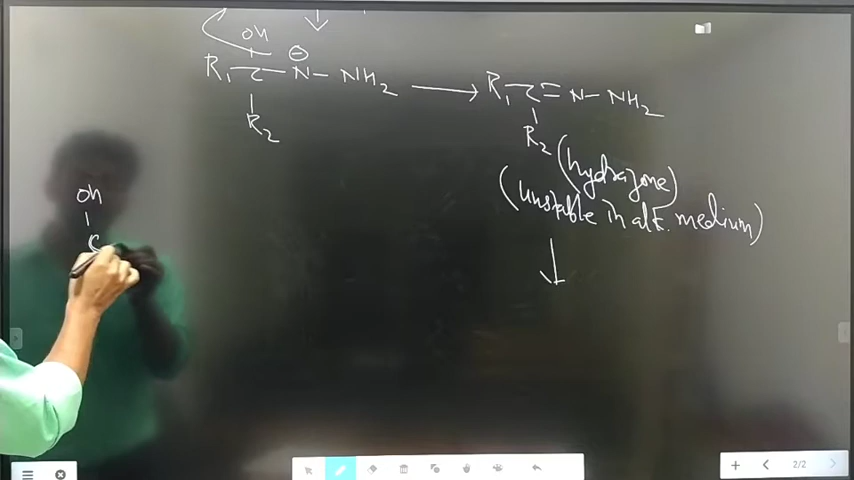 oh
⊖
R1 — C — N — NH2 → R1 — C = N — NH2
R2
R2 (hydrazone)
(unstable in alk. medium)
oh
C
2/2